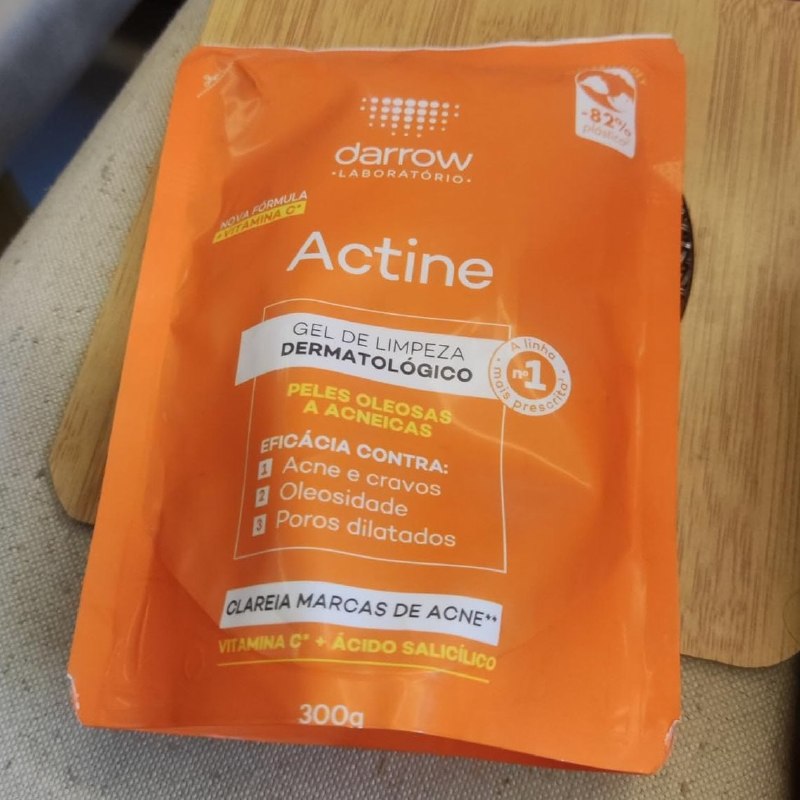 darrow
•LABORATÓRIO•
-82%
plástico
NOVA FÓRMULA
+VITAMINA C*
Actine
GEL DE LIMPEZA
DERMATOLÓGICO
A linha
nº1
mais prescrita
PELES OLEOSAS
A ACNEICAS
EFICÁCIA CONTRA:
1 Acne e cravos
2 Oleosidade
3 Poros dilatados
CLAREIA MARCAS DE ACNE**
VITAMINA C* + ÁCIDO SALICÍLICO
300g